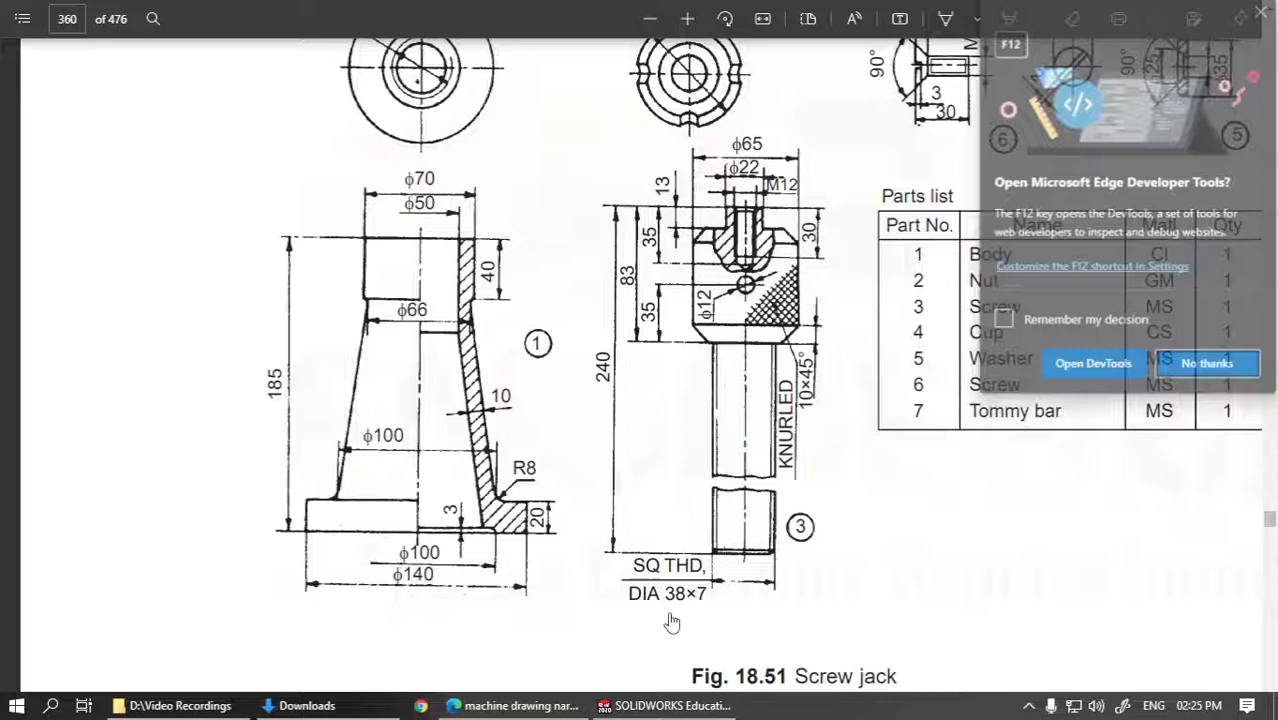 360 of 476
F12
Open Microsoft Edge Developer Tools?
The F12 key opens the DevTools, a set of tools for
web developers to inspect and debug websites.
Customize the F12 shortcut in Settings
Remember my decision
Open DevTools No thanks
90°
3
30
6
90°
25
35
5
M
ϕ70
ϕ50
40
ϕ66
185
1
10
ϕ100
R8
3
20
ϕ100
ϕ140
ϕ65
ϕ22
M12
13
35
30
83
ϕ12
35
240
10×45°
KNURLED
3
SQ THD,
DIA 38×7
Parts list
Part No. Name Matl Qty
1 Body CI 1
2 Nut GM 1
3 Screw MS 1
4 Cup CS 1
5 Washer MS 1
6 Screw MS 1
7 Tommy bar MS 1
Fig. 18.51 Screw jack
D:\Video Recordings
Downloads
machine drawing nar...
SOLIDWORKS Educati...
ENG 02:25 PM